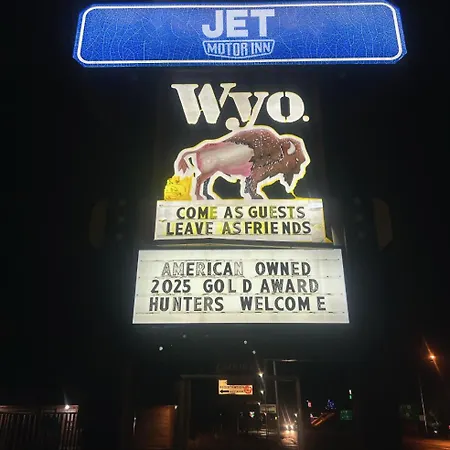 JET
MOTOR INN
Wyo.
COME AS GUESTS
LEAVE AS FRIENDS
AMERICAN OWNED
2025 GOLD AWARD
HUNTERS WELCOME